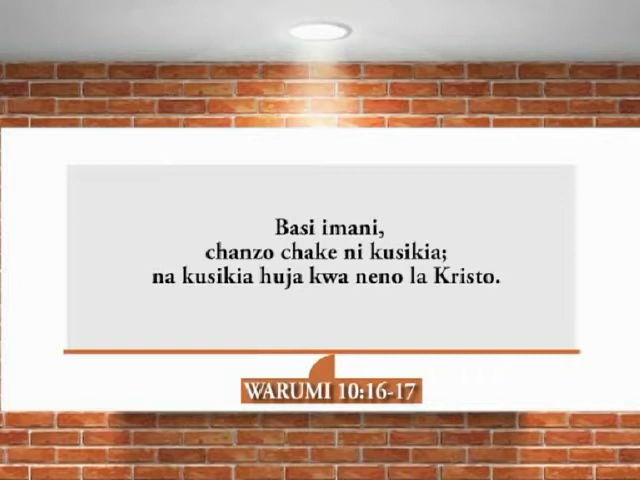 Basi imani,
chanzo chake ni kusikia;
na kusikia huja kwa neno la Kristo.
WARUMI 10:16-17